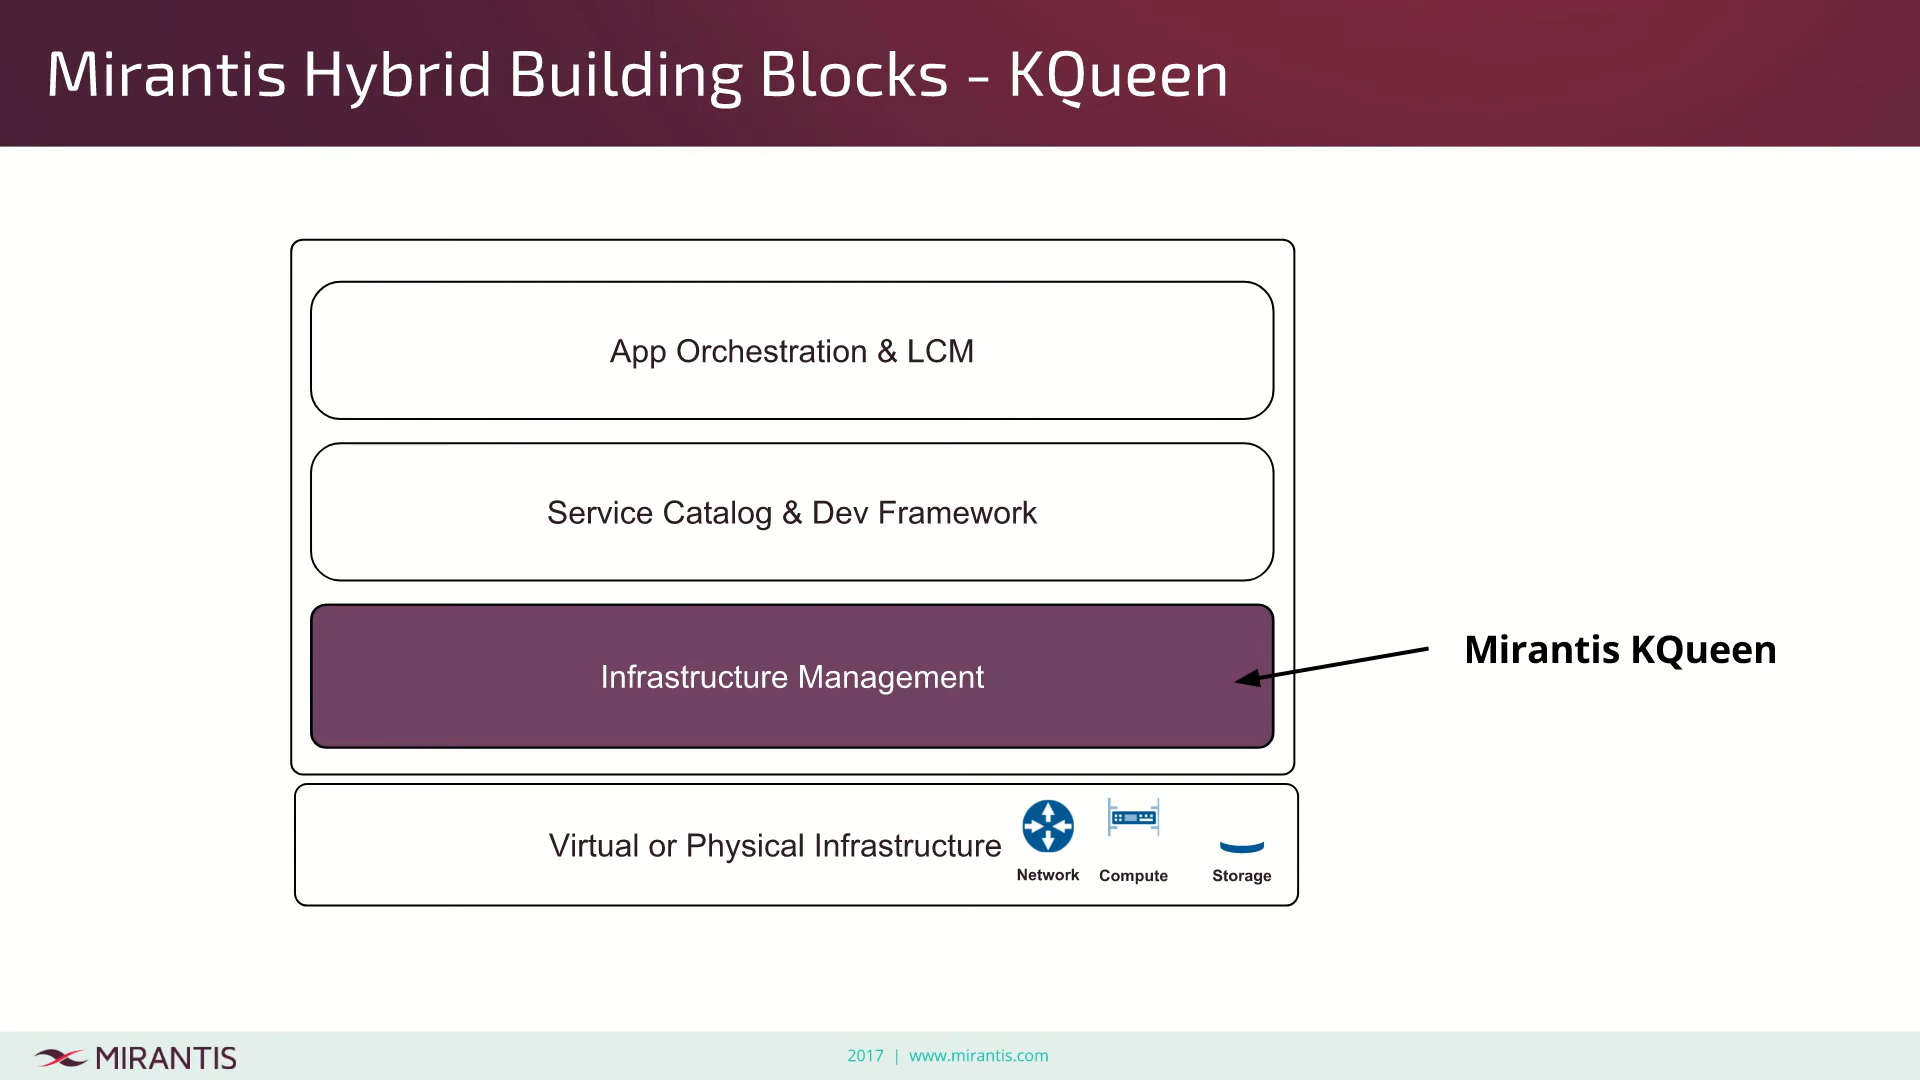 Mirantis Hybrid Building Blocks - KQueen
App Orchestration & LCM
Service Catalog & Dev Framework
Infrastructure Management
Mirantis KQueen
Virtual or Physical Infrastructure
Network
Compute
Storage
MIRANTIS
2017 | www.mirantis.com